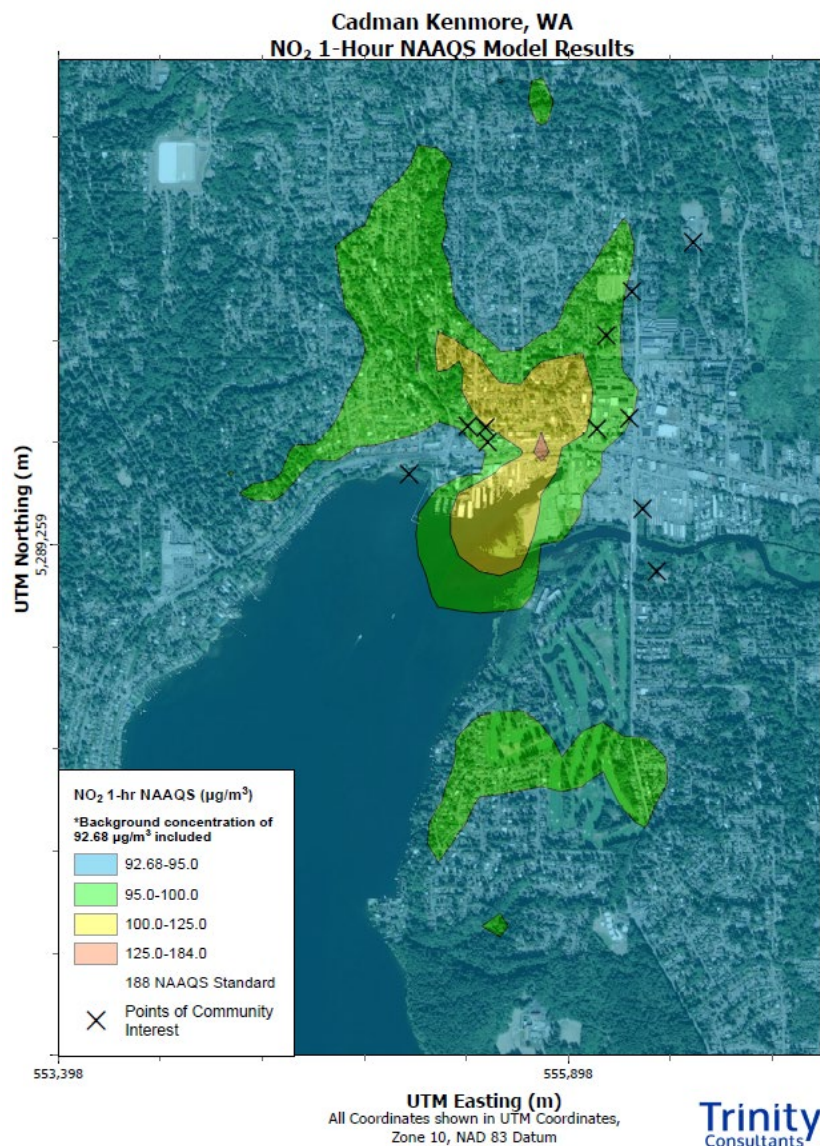 Cadman Kenmore, WA
NO₂ 1-Hour NAAQS Model Results
UTM Northing (m)
5,289,259
NO₂ 1-hr NAAQS (µg/m³)
*Background concentration of
92.68 µg/m³ included
92.68-95.0
95.0-100.0
100.0-125.0
125.0-184.0
188 NAAQS Standard
Points of Community
Interest
553,398
555,898
UTM Easting (m)
All Coordinates shown in UTM Coordinates,
Zone 10, NAD 83 Datum
Trinity
Consultants